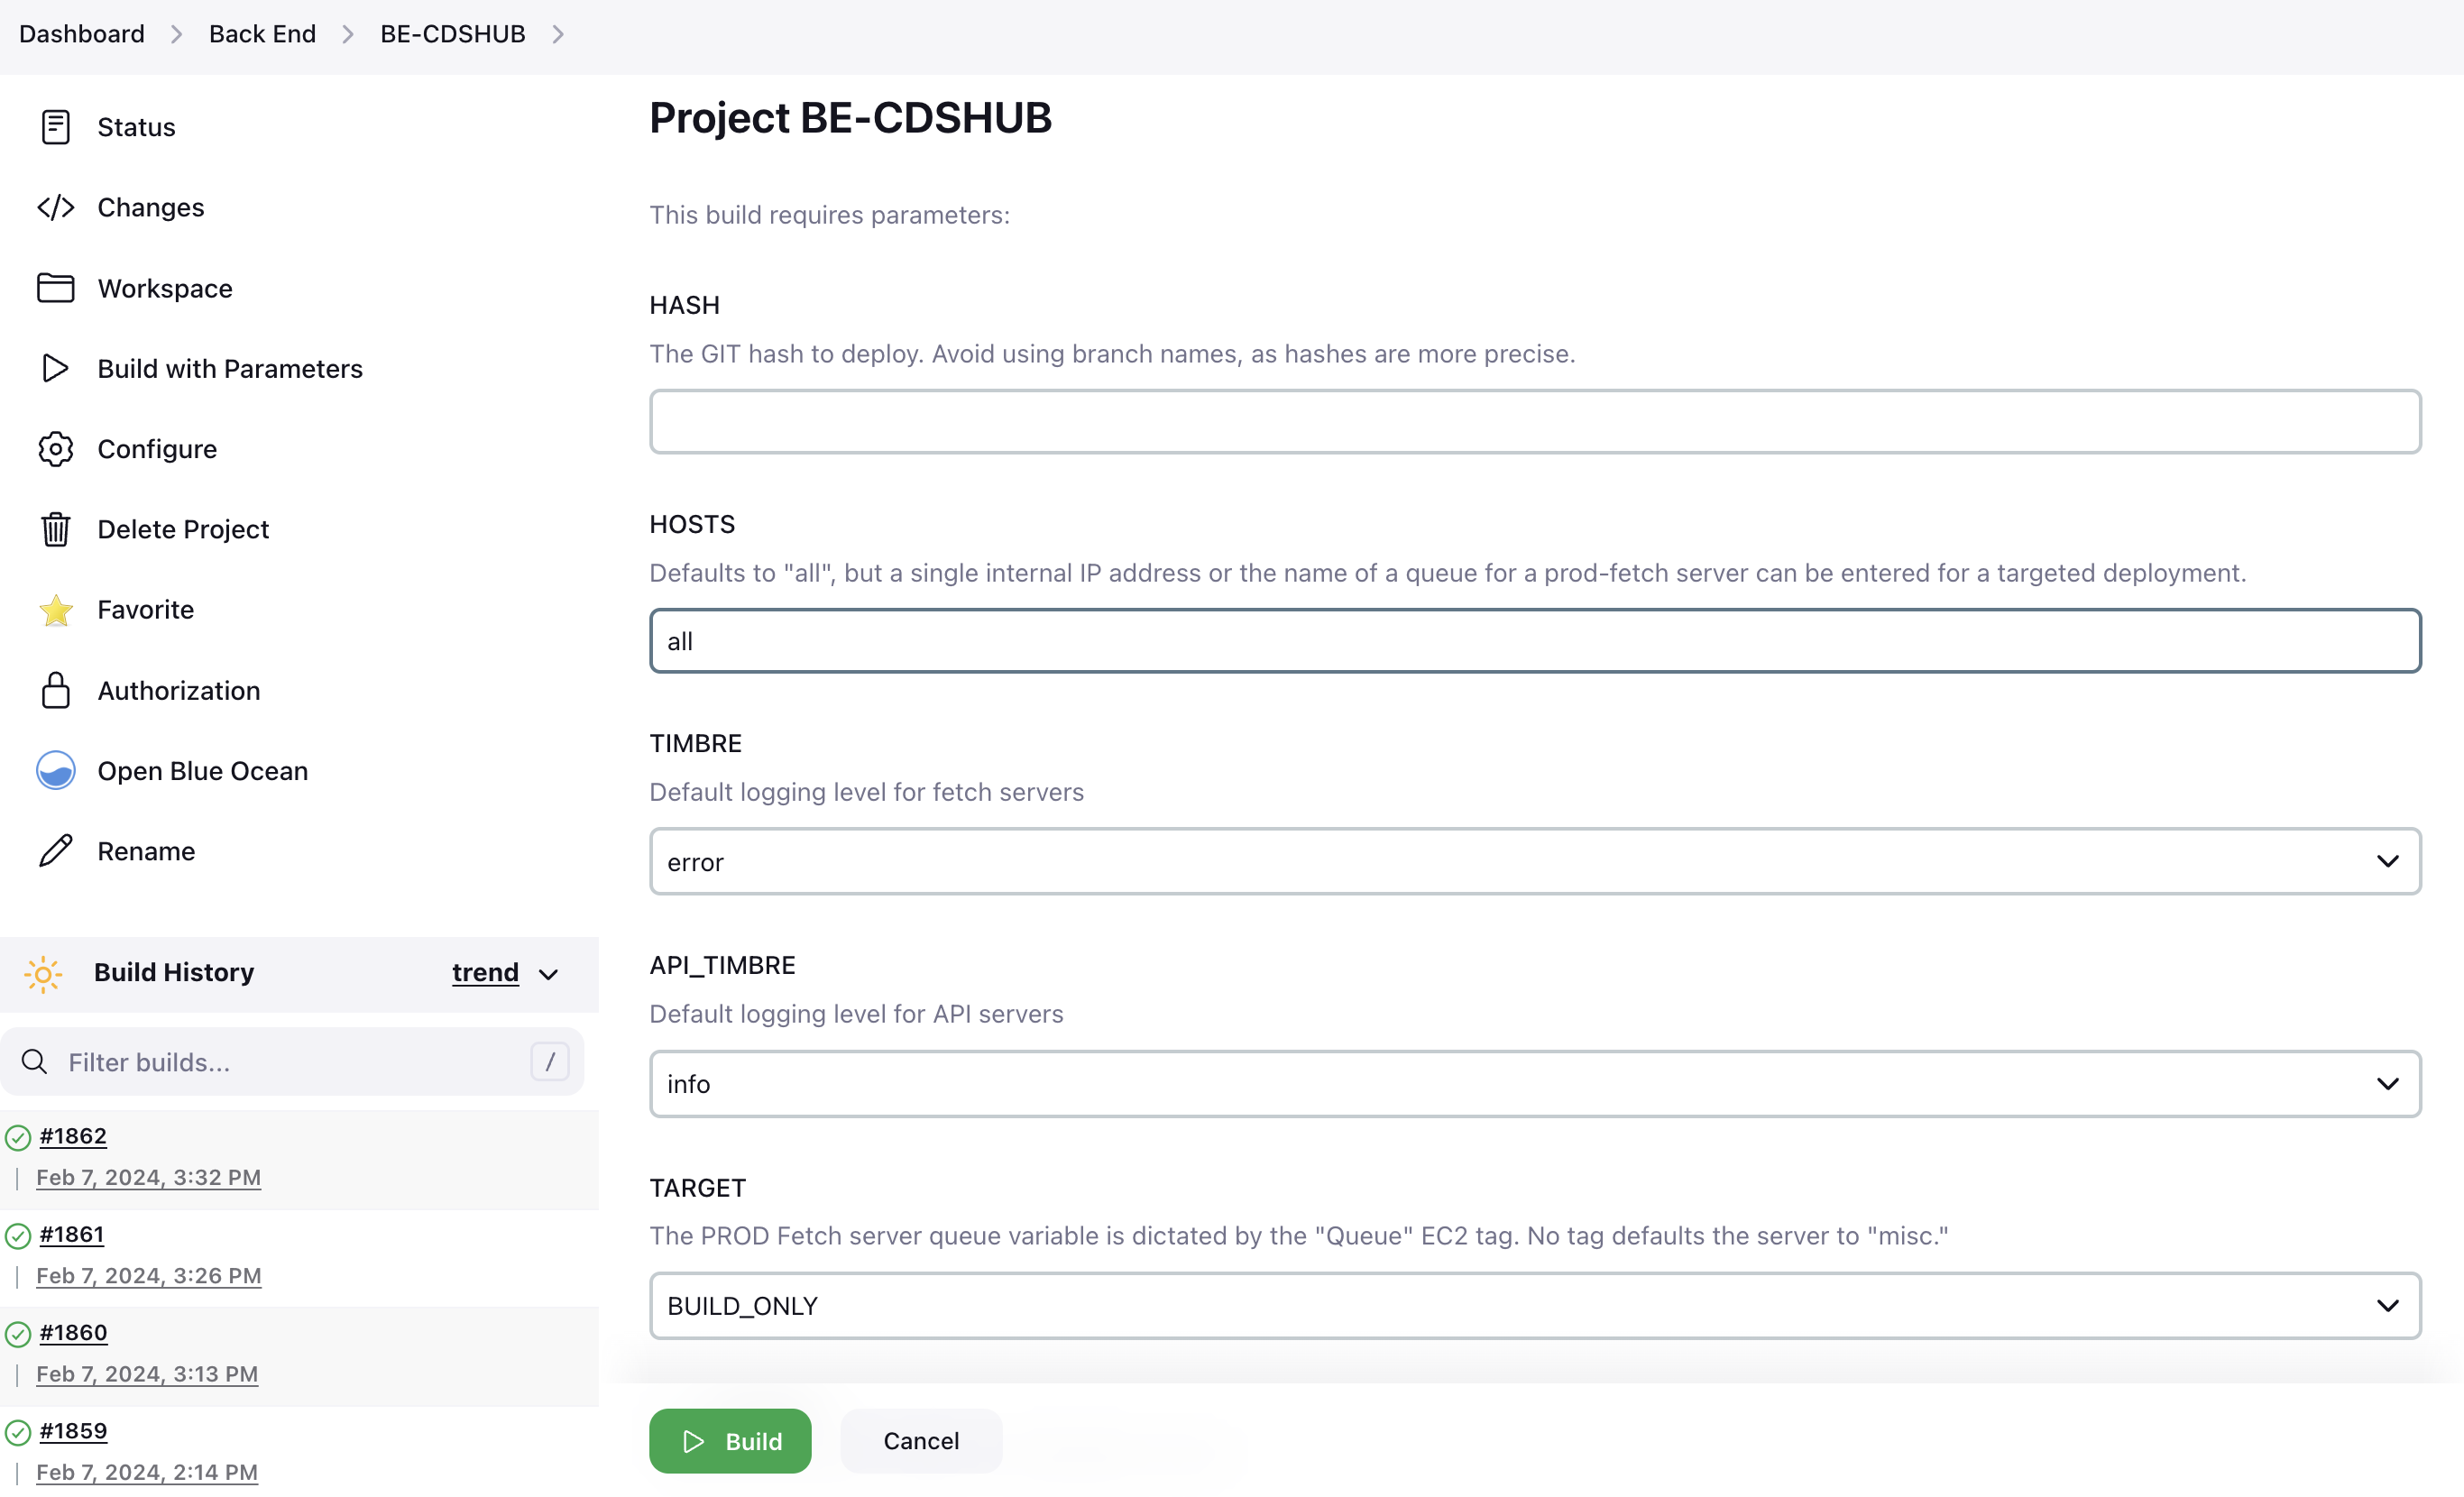 Dashboard > Back End > BE-CDSHUB >
Status
Changes
Workspace
Build with Parameters
Configure
Delete Project
Favorite
Authorization
Open Blue Ocean
Rename
Build History trend
Filter builds... /
#1862
Feb 7, 2024, 3:32 PM
#1861
Feb 7, 2024, 3:26 PM
#1860
Feb 7, 2024, 3:13 PM
#1859
Feb 7, 2024, 2:14 PM
Project BE-CDSHUB
This build requires parameters:
HASH
The GIT hash to deploy. Avoid using branch names, as hashes are more precise.
HOSTS
Defaults to "all", but a single internal IP address or the name of a queue for a prod-fetch server can be entered for a targeted deployment.
all
TIMBRE
Default logging level for fetch servers
error
API_TIMBRE
Default logging level for API servers
info
TARGET
The PROD Fetch server queue variable is dictated by the "Queue" EC2 tag. No tag defaults the server to "misc."
BUILD_ONLY
Build Cancel